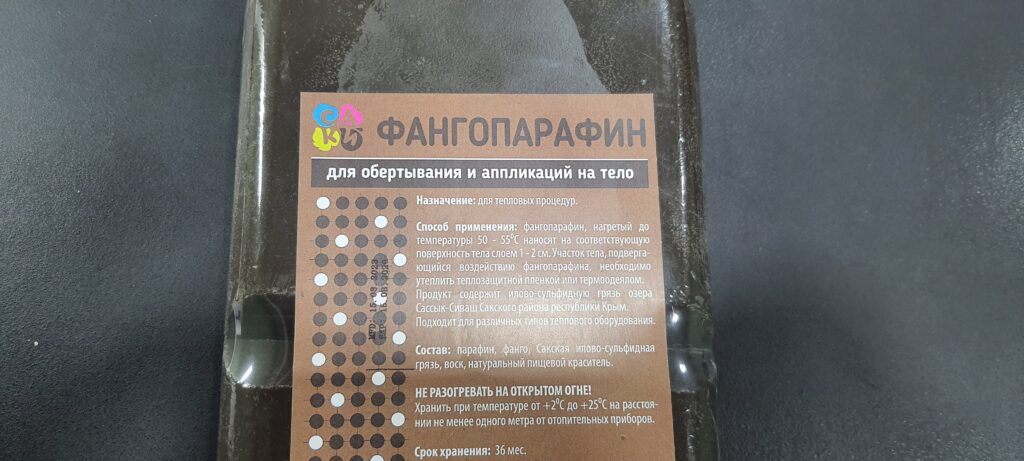 ФАНГОПАРАФИН
для обертывания и аппликаций на тело
Назначение: для тепловых процедур.
Способ применения: фангопарафин, нагретый до
температуры 50 - 55°С наносят на соответствующую
поверхность тела слоем 1 - 2 см. Участок тела, подверга-
ющийся воздействию фангопарафина, необходимо
утеплить теплозащитной пленкой или термоодеялом.
Продукт содержит илово-сульфидную грязь озера
Сассык-Сиваш Сакского района республики Крым.
Подходит для различных типов теплового оборудования.
Состав: парафин, фанго, Сакская илово-сульфидная
грязь, воск, натуральный пищевой краситель.
НЕ РАЗОГРЕВАТЬ НА ОТКРЫТОМ ОГНЕ!
Хранить при температуре от +2°С до +25°С на расстоя-
нии не менее одного метра от отопительных приборов.
Срок хранения: 36 мес.